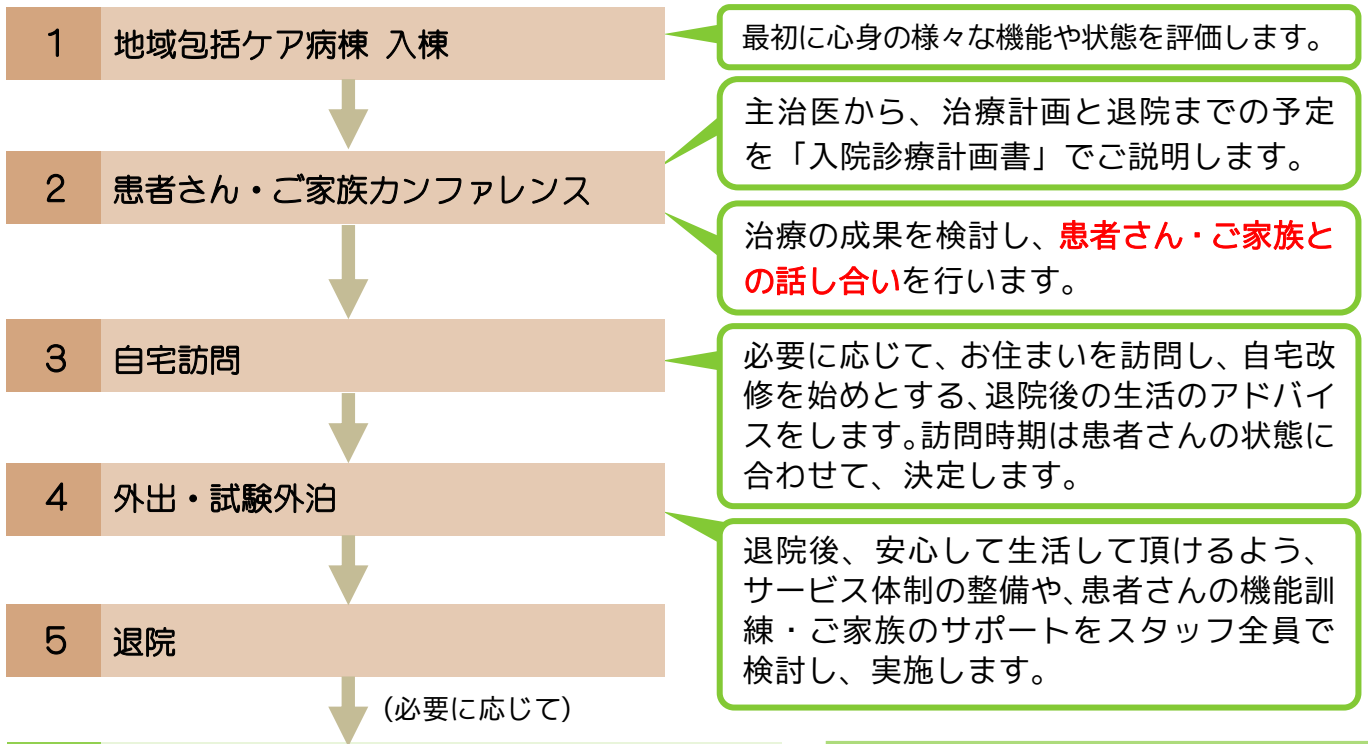 1 地域包括ケア病棟 入棟
最初に心身の様々な機能や状態を評価します。
主治医から、治療計画と退院までの予定
を「入院診療計画書」でご説明します。
2 患者さん・ご家族カンファレンス
治療の成果を検討し、患者さん・ご家族と
の話し合いを行います。
3 自宅訪問
必要に応じて、お住まいを訪問し、自宅改
修を始めとする、退院後の生活のアドバイ
スをします。訪問時期は患者さんの状態に
合わせて、決定します。
4 外出・試験外泊
退院後、安心して生活して頂けるよう、
サービス体制の整備や、患者さんの機能訓
練・ご家族のサポートをスタッフ全員で
検討し、実施します。
5 退院
(必要に応じて)